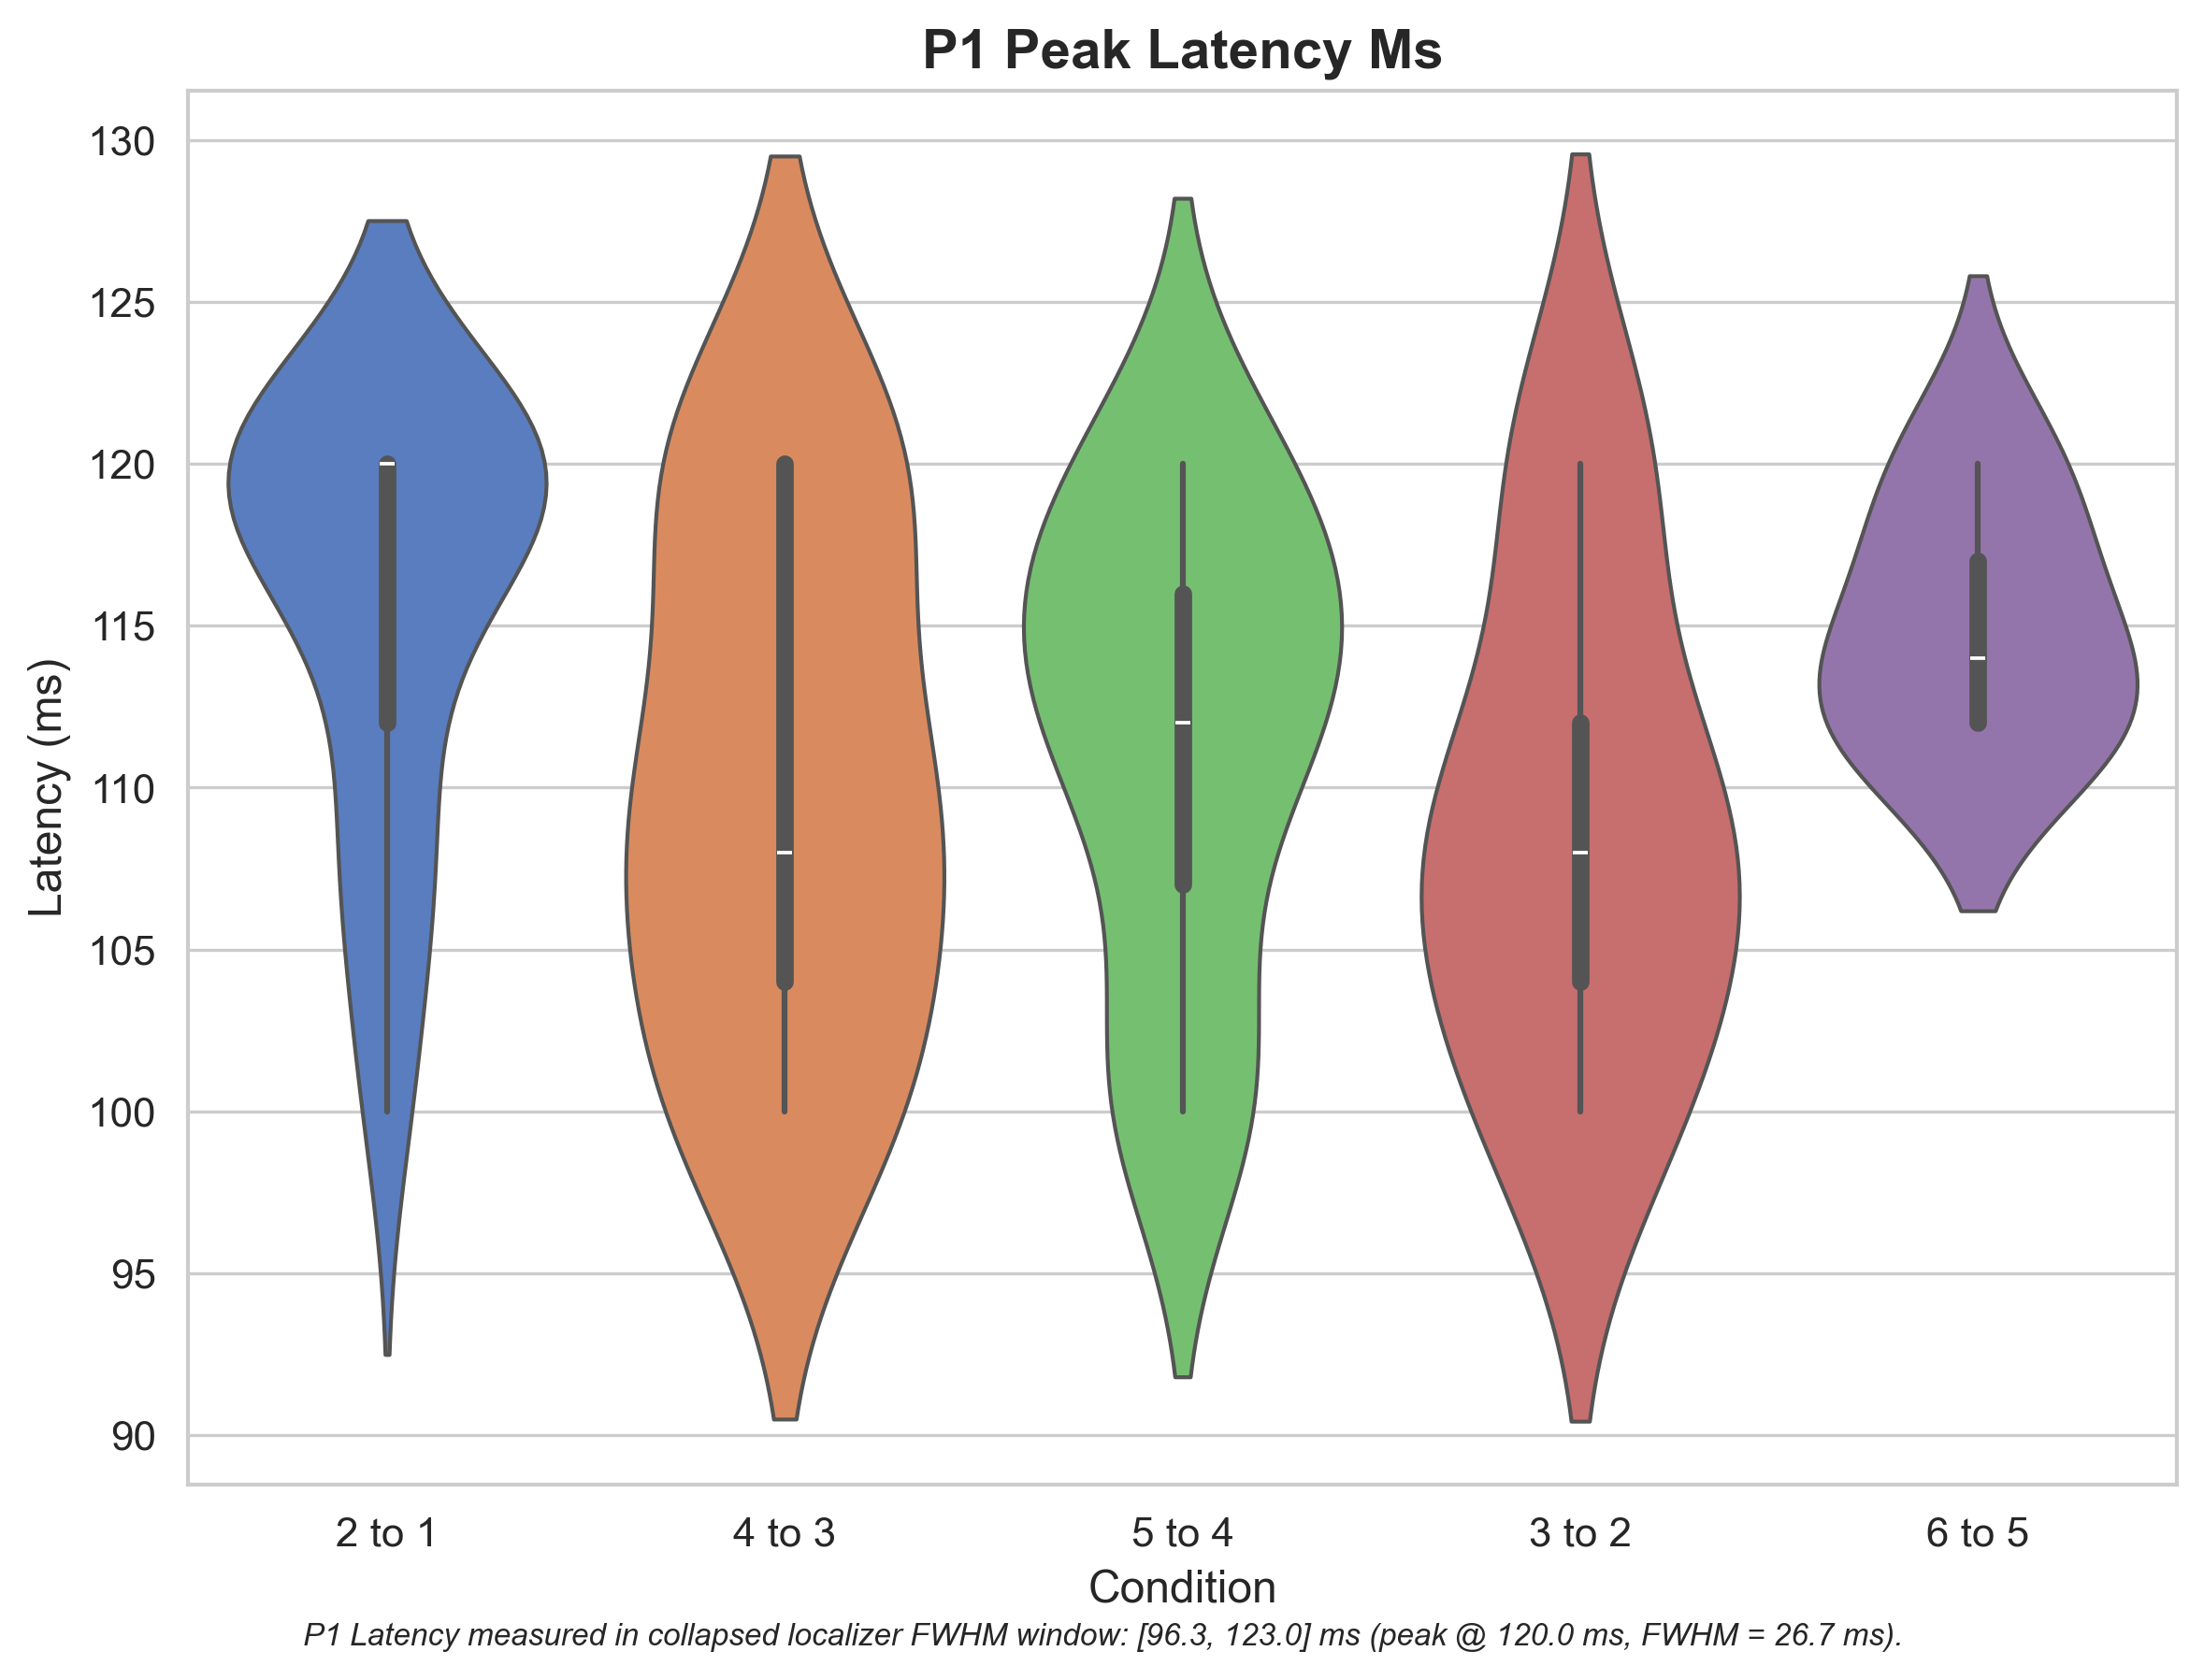 P1 Peak Latency Ms
130
125
120
115
110
105
100
95
90
Latency (ms)
2 to 1
4 to 3
5 to 4
3 to 2
6 to 5
Condition
P1 Latency measured in collapsed localizer FWHM window: [96.3, 123.0] ms (peak @ 120.0 ms, FWHM = 26.7 ms).